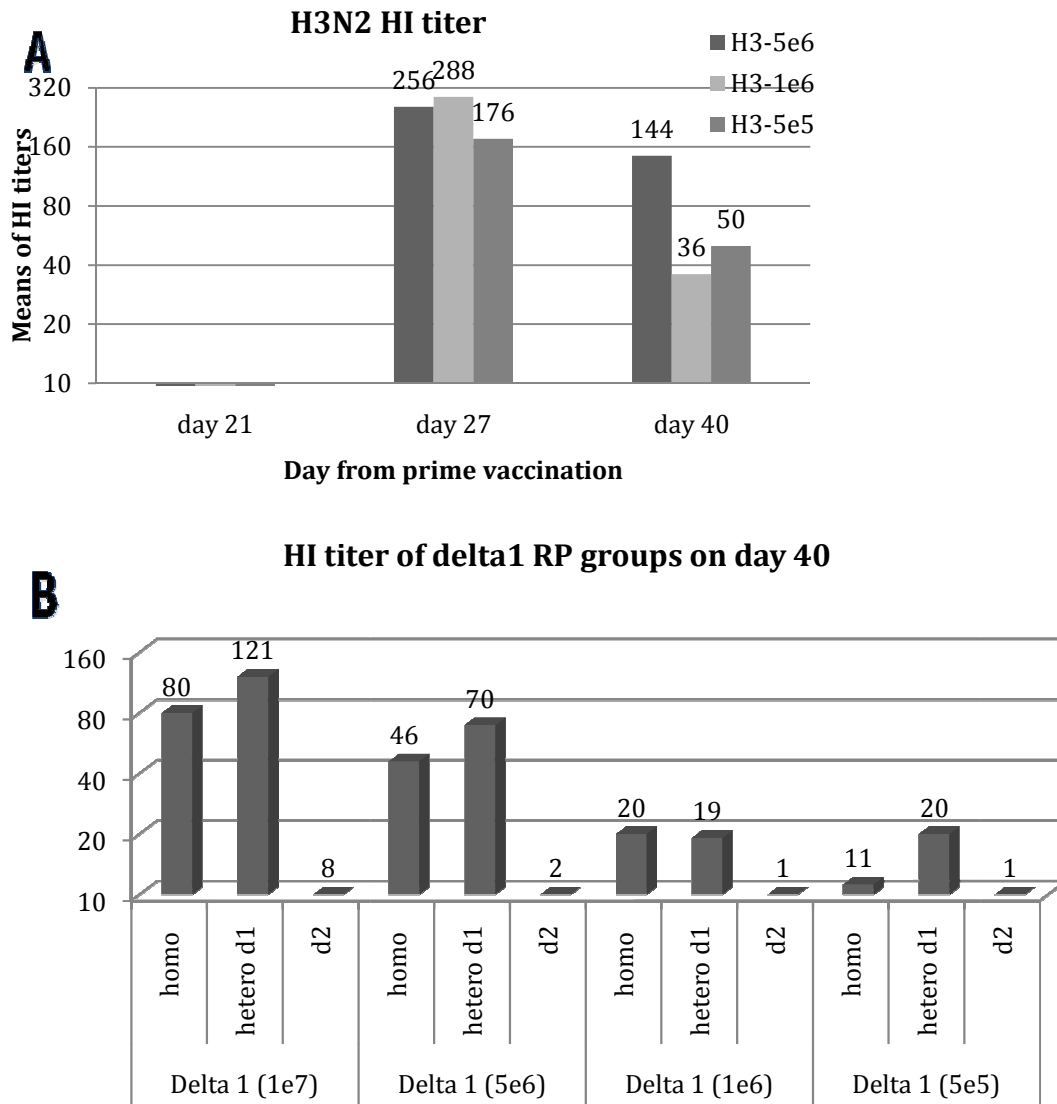 A
H3N2 HI titer
H3-5e6
H3-1e6
H3-5e5
Means of HI titers
320
160
80
40
20
10
256 288 176
144 36 50
day 21 day 27 day 40
Day from prime vaccination
B
HI titer of delta1 RP groups on day 40
160
80
40
20
10
80 121 8 46 70 2 20 19 1 11 20 1
homo hetero d1 d2 homo hetero d1 d2 homo hetero d1 d2 homo hetero d1 d2
Delta 1 (1e7) Delta 1 (5e6) Delta 1 (1e6) Delta 1 (5e5)